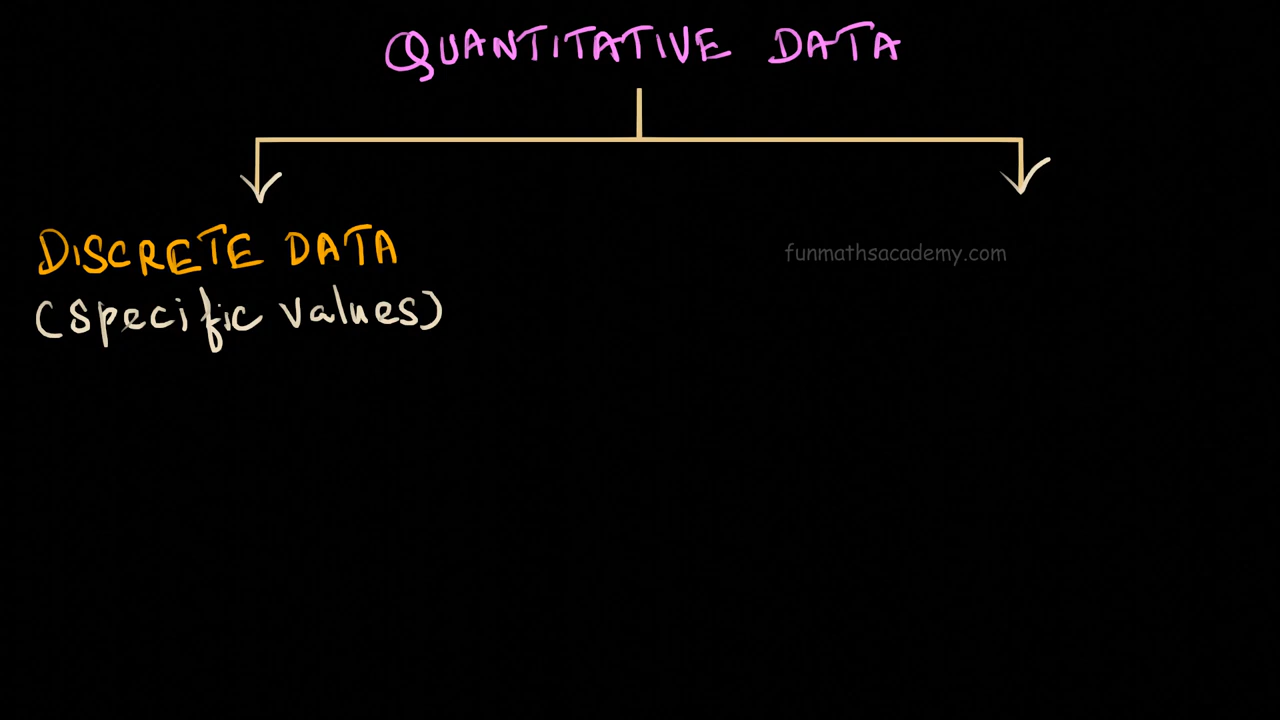 QUANTITATIVE DATA
DISCRETE DATA
funmathsacademy.com
(specific values)